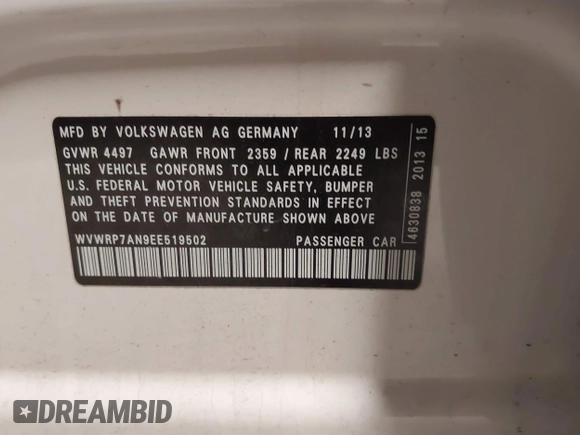 MFD BY VOLKSWAGEN AG GERMANY 11/13
GVWR 4497 GAWR FRONT 2359 / REAR 2249 LBS
THIS VEHICLE CONFORMS TO ALL APPLICABLE
U.S. FEDERAL MOTOR VEHICLE SAFETY, BUMPER
AND THEFT PREVENTION STANDARDS IN EFFECT
ON THE DATE OF MANUFACTURE SHOWN ABOVE
WVWRP7AN9EE519502 PASSENGER CAR
4630838 2013 15
DREAMBID